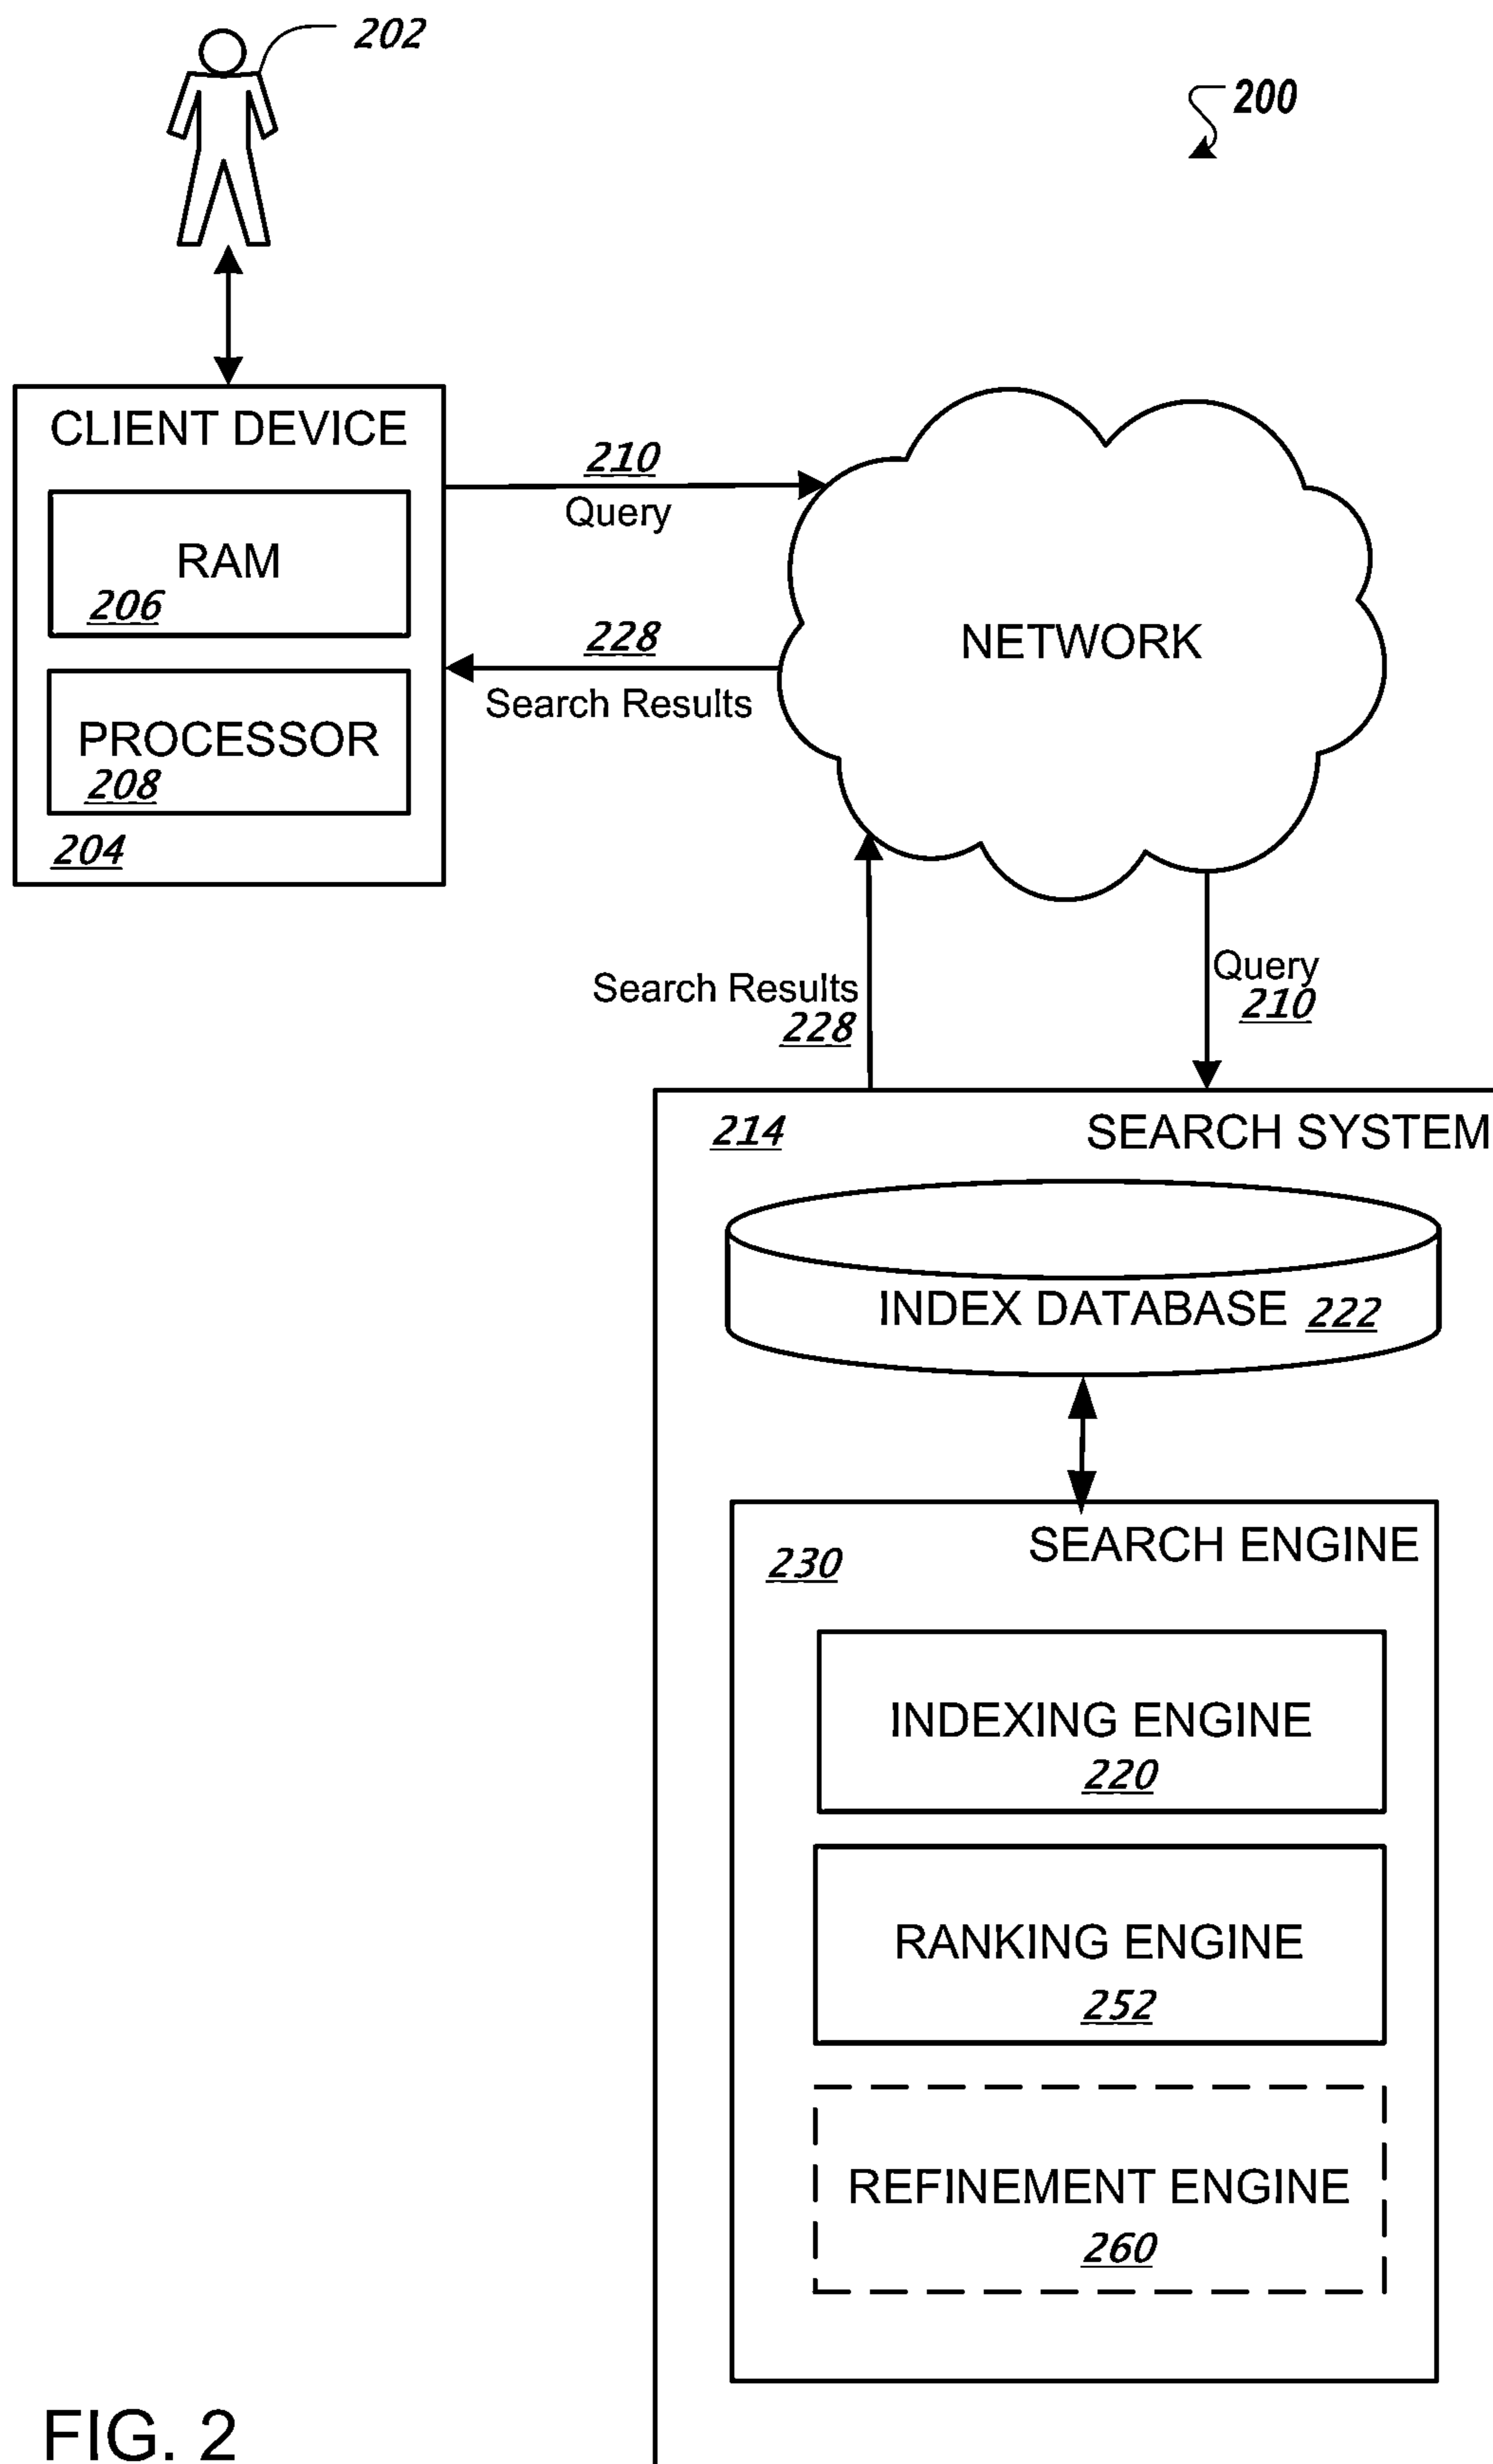 202
200
CLIENT DEVICE
RAM
206
PROCESSOR
208
204
210
Query
228
Search Results
NETWORK
Search Results
228
Query
210
214
SEARCH SYSTEM
INDEX DATABASE 222
SEARCH ENGINE
230
INDEXING ENGINE
220
RANKING ENGINE
252
REFINEMENT ENGINE
260
FIG. 2